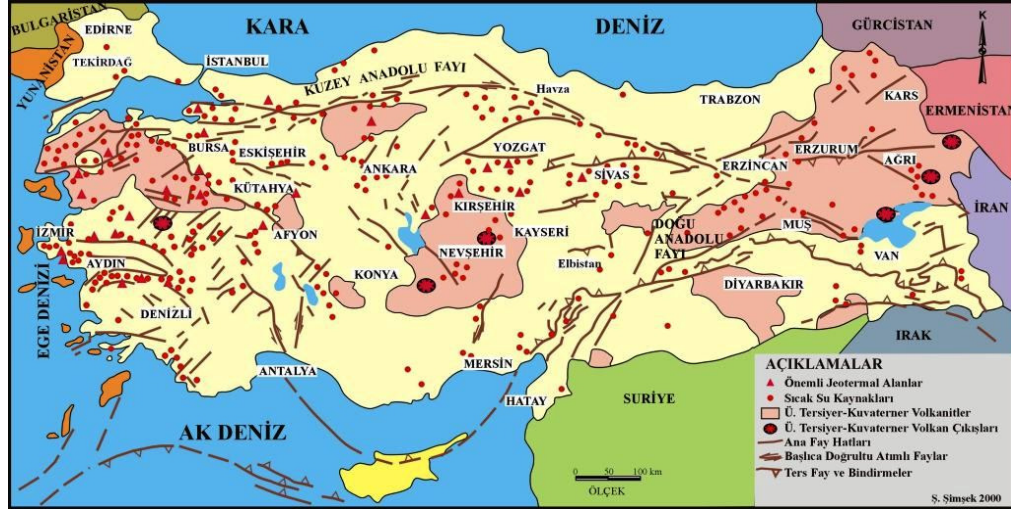 BULGARİSTAN
YUNANİSTAN
EDİRNE
TEKİRDAĞ
İSTANBUL
KARA DENİZ
GÜRCİSTAN
K
KUZEY ANADOLU FAYI
Havza
TRABZON
KARS
ERMENİSTAN
BURSA
ESKİŞEHİR
ANKARA
YOZGAT
SİVAS
ERZİNCAN
ERZURUM
AĞRI
KÜTAHYA
KIRŞEHİR
İZMİR
AFYON
KAYSERİ
DOĞU
ANADOLU
FAYI
MUŞ
İRAN
AYDIN
KONYA
NEVŞEHİR
Elbistan
VAN
EGE DENİZİ
DENİZLİ
DİYARBAKIR
ANTALYA
MERSİN
HATAY
SURİYE
IRAK
AK DENİZ
0 50 100 km
ÖLÇEK
AÇIKLAMALAR
Önemli Jeotermal Alanlar
Sıcak Su Kaynakları
Ü. Tersiyer-Kuvaterner Volkanitler
Ü. Tersiyer-Kuvaterner Volkan Çıkışları
Ana Fay Hatları
Başlıca Doğrultu Atımlı Faylar
Ters Fay ve Bindirmeler
Ş. Şimşek 2000